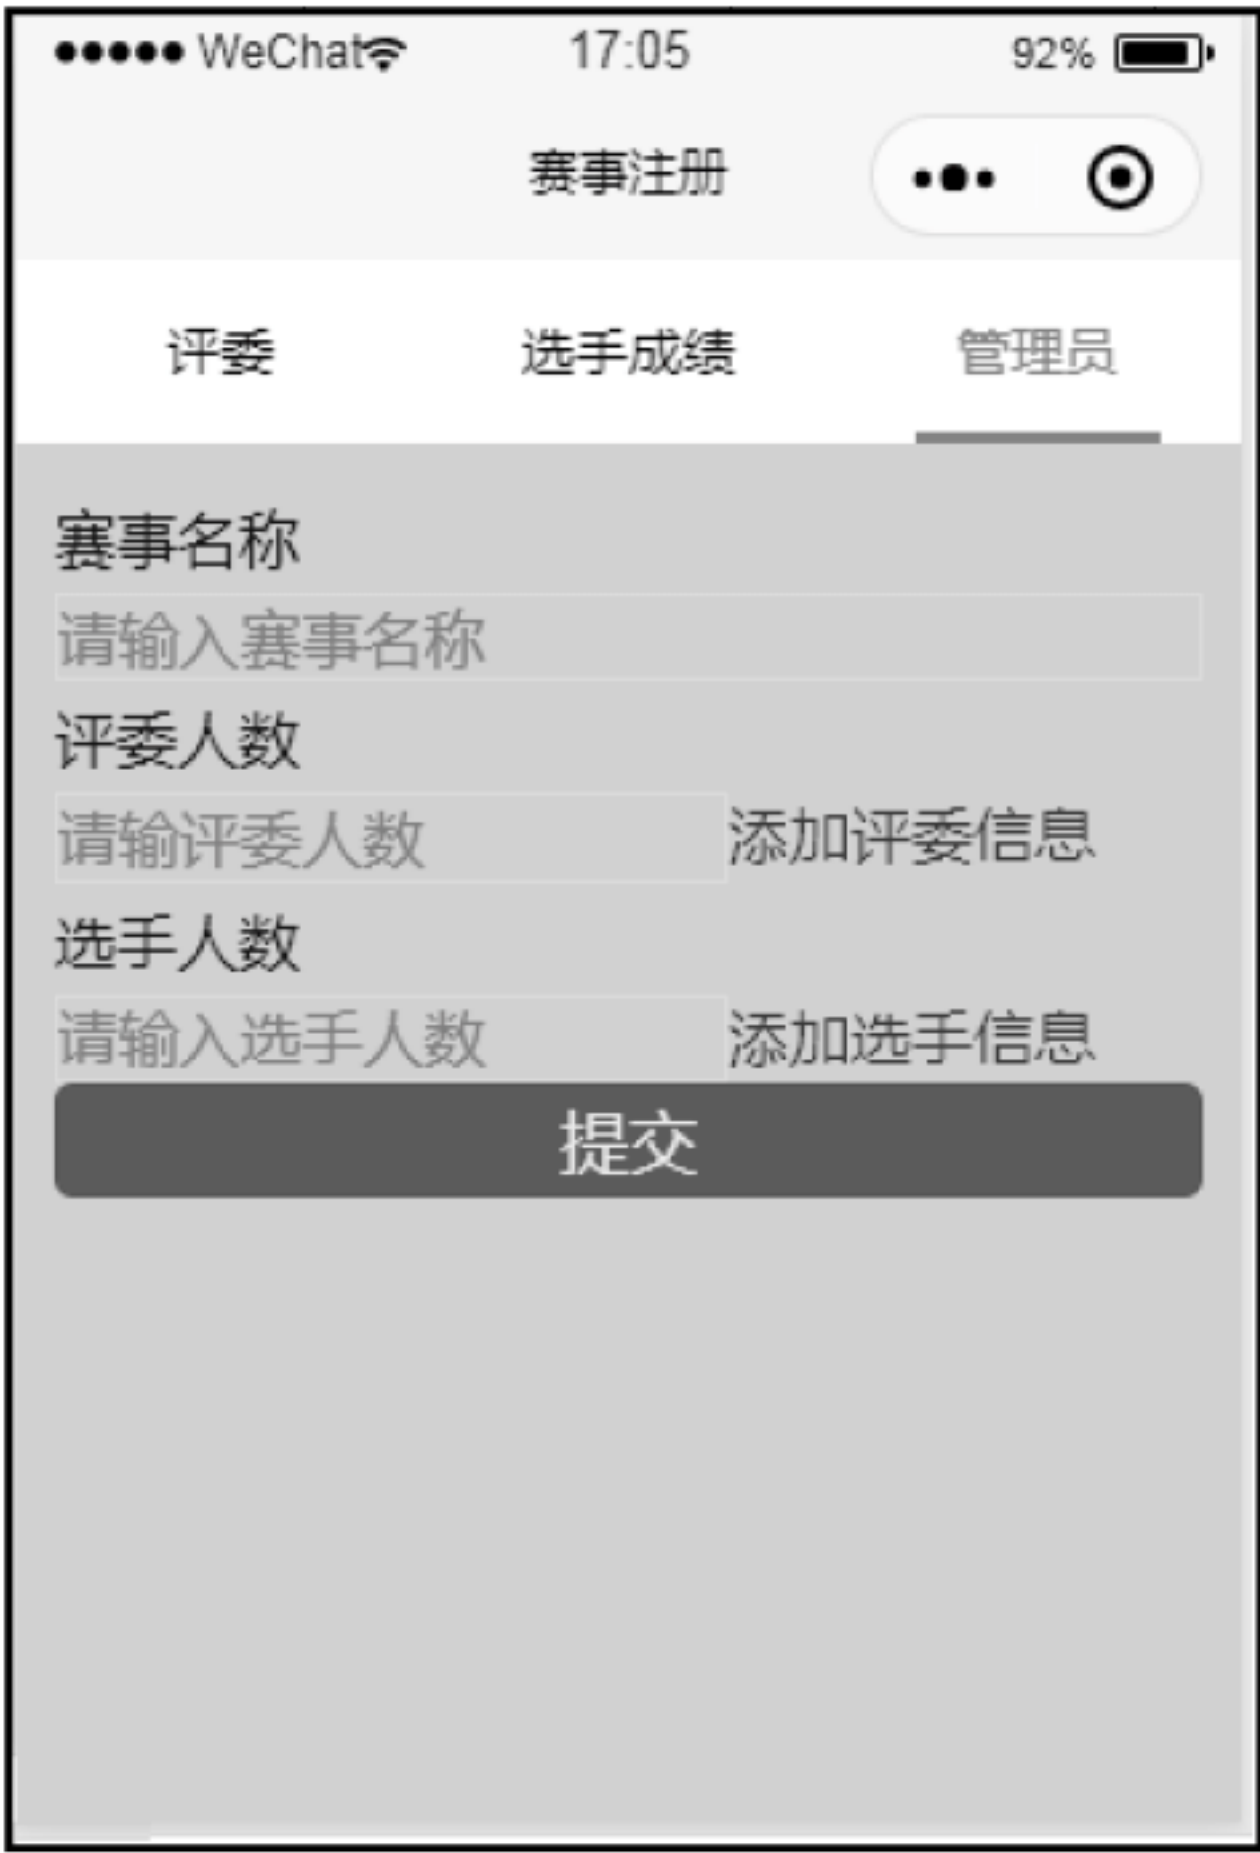 WeChat 17:05 92%
赛事注册
评委 选手成绩 管理员
赛事名称
请输入赛事名称
评委人数
请输评委人数 添加评委信息
选手人数
请输入选手人数 添加选手信息
提交